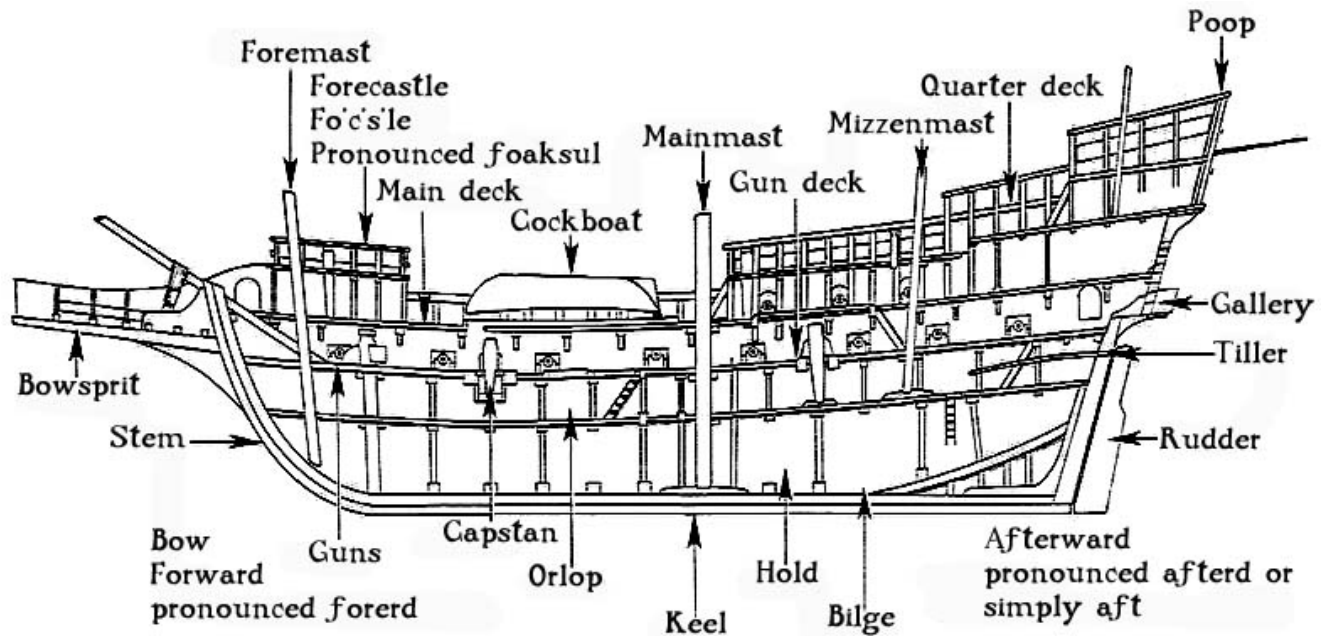 Poop
Foremast
Forecastle
Fo'c's'le
Pronounced foaksul
Main deck
Cockboat
Mainmast
Gun deck
Mizzenmast
Quarter deck
Gallery
Tiller
Bowsprit
Stem
Rudder
Bow
Forward
pronounced forerd
Guns
Capstan
Orlop
Keel
Hold
Bilge
Afterward
pronounced afterd or
simply aft